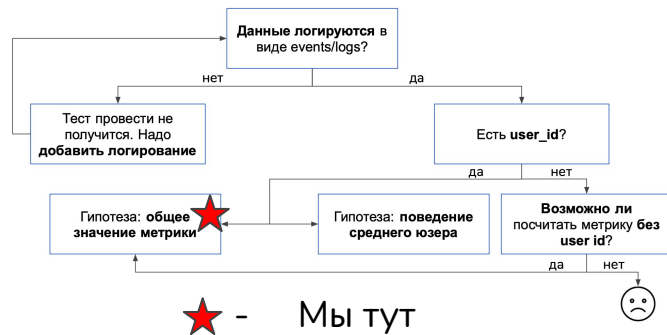 Данные логируются в
виде events/logs?
нет
да
Тест провести не
получится. Надо
добавить логирование
Есть user_id?
да
нет
Гипотеза: общее
значение метрики
Гипотеза: поведение
среднего юзера
Возможно ли
посчитать метрику без
user id?
да
нет
- Мы тут